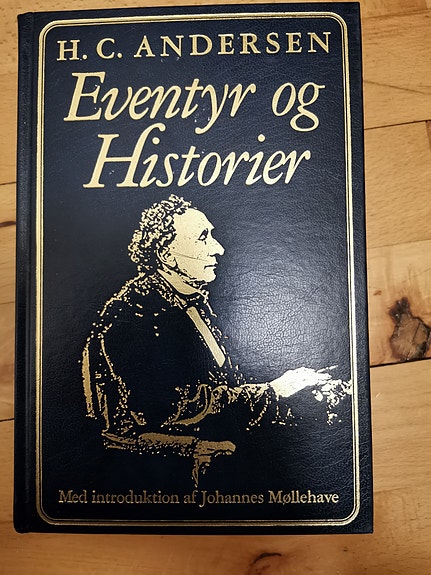 H. C. ANDERSEN
Eventyr og
Historier
Med introduktion af Johannes Møllehave